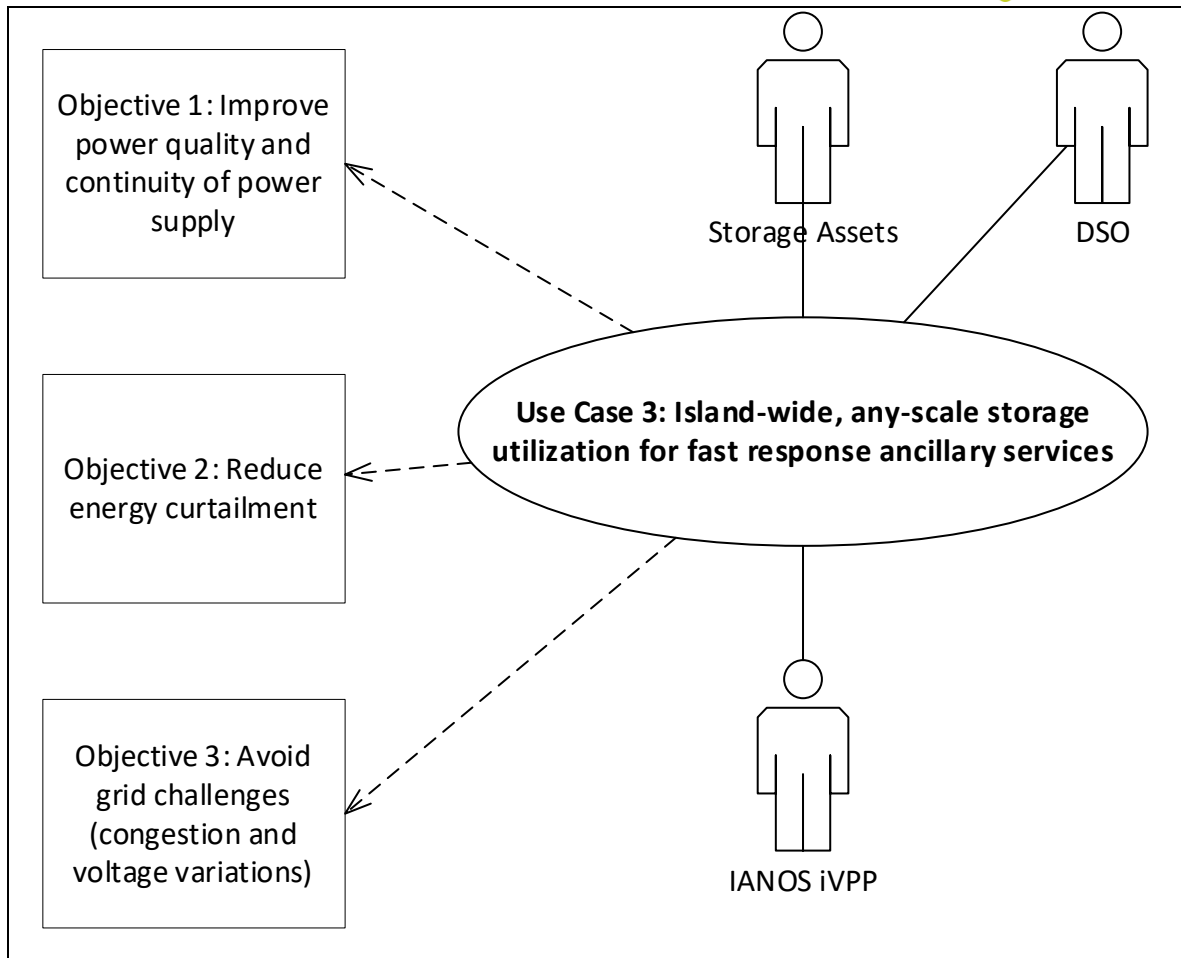 Objective 1: Improve
power quality and
continuity of power
supply
Storage Assets
DSO
Use Case 3: Island-wide, any-scale storage
utilization for fast response ancillary services
Objective 2: Reduce
energy curtailment
Objective 3: Avoid
grid challenges
(congestion and
voltage variations)
IANOS iVPP